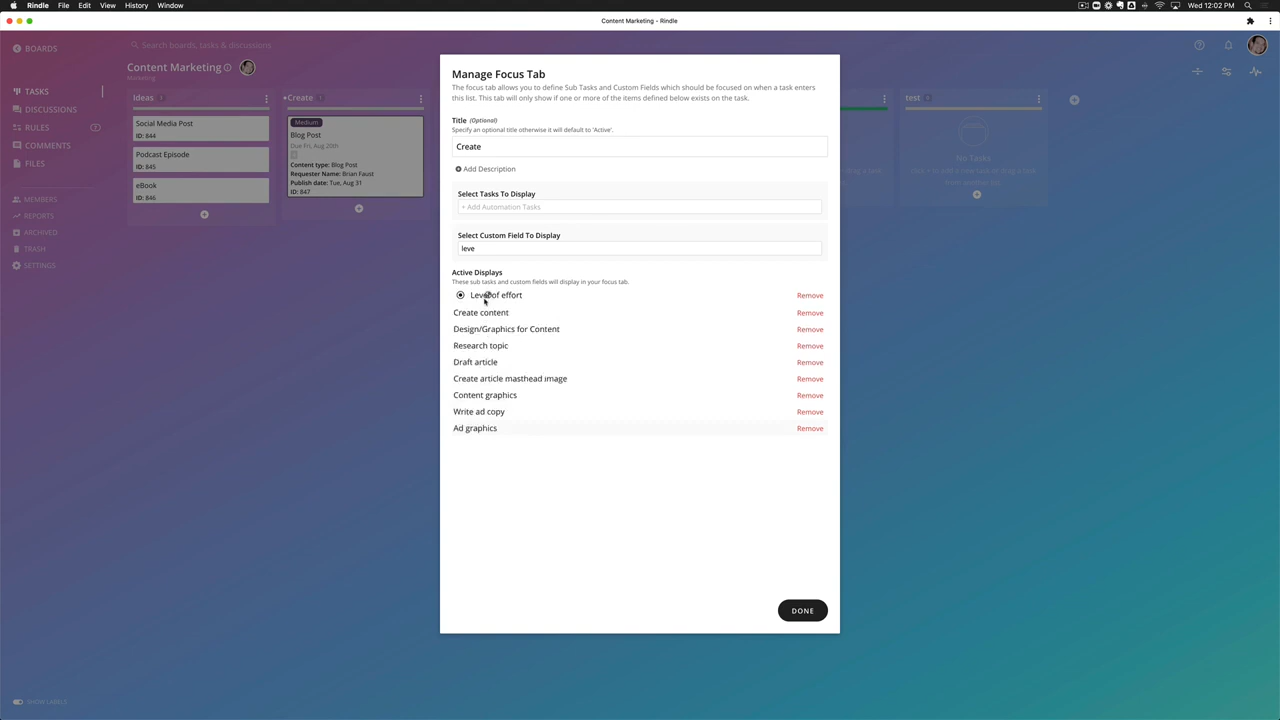 Rindle File Edit View History Window Wed 12:02 PM
Content Marketing - Rindle
BOARDS
Search boards, tasks & discussions
Content Marketing
Marketing
TASKS
DISCUSSIONS
RULES
COMMENTS
FILES
MEMBERS
REPORTS
ARCHIVED
TRASH
SETTINGS
SHOW LABELS
Ideas 3
Social Media Post
ID: 844
Podcast Episode
ID: 845
eBook
ID: 846
Create 1
Medium
Blog Post
Due Fri, Aug 20th
Content type: Blog Post
Requester Name: Brian Faust
Publish date: Tue, Aug 31
ID: 847
Manage Focus Tab
The focus tab allows you to define Sub Tasks and Custom Fields which should be focused on when a task enters
this list. This tab will only show if one or more of the items defined below exists on the task.
Title (Optional)
Specify an optional title otherwise it will default to 'Active'.
Create
Add Description
Select Tasks To Display
+ Add Automation Tasks
Select Custom Field To Display
leve
Active Displays
These sub tasks and custom fields will display in your focus tab.
Level of effort Remove
Create content Remove
Design/Graphics for Content Remove
Research topic Remove
Draft article Remove
Create article masthead image Remove
Content graphics Remove
Write ad copy Remove
Ad graphics Remove
DONE
test
No Tasks